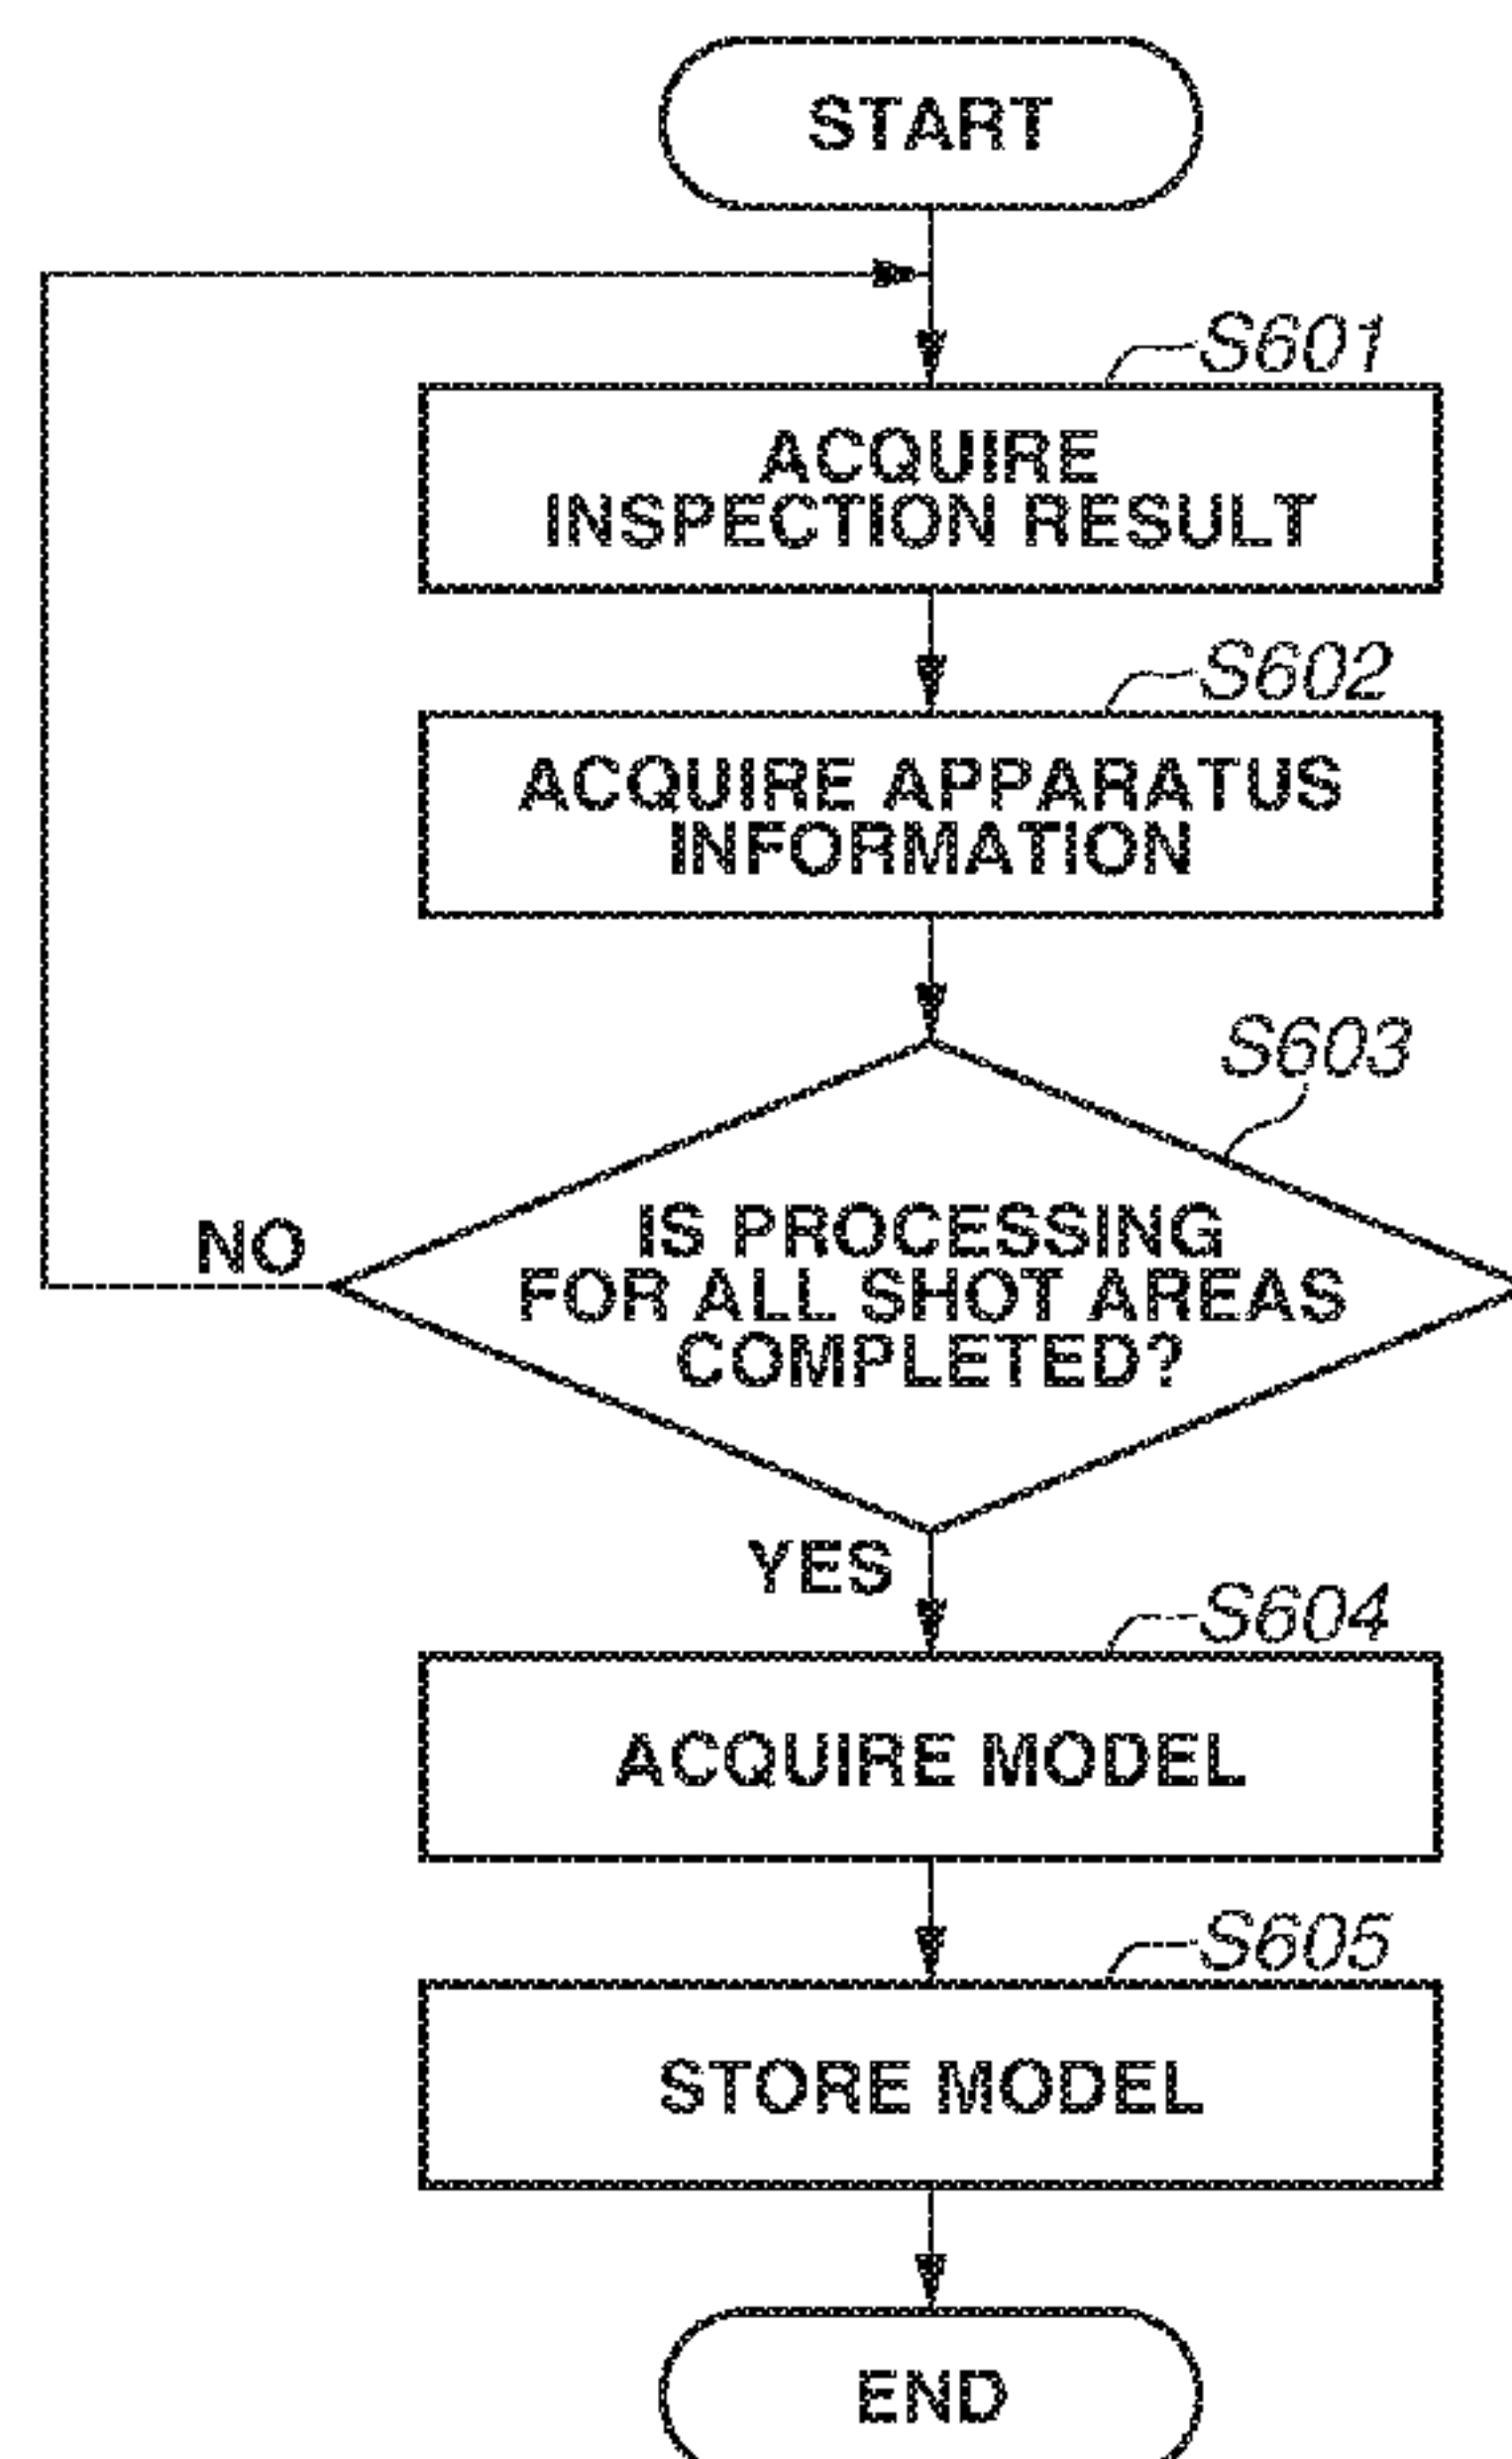 START
S601
ACQUIRE
INSPECTION RESULT
S602
ACQUIRE APPARATUS
INFORMATION
S603
IS PROCESSING
FOR ALL SHOT AREAS
COMPLETED?
NO
YES
S604
ACQUIRE MODEL
S605
STORE MODEL
END